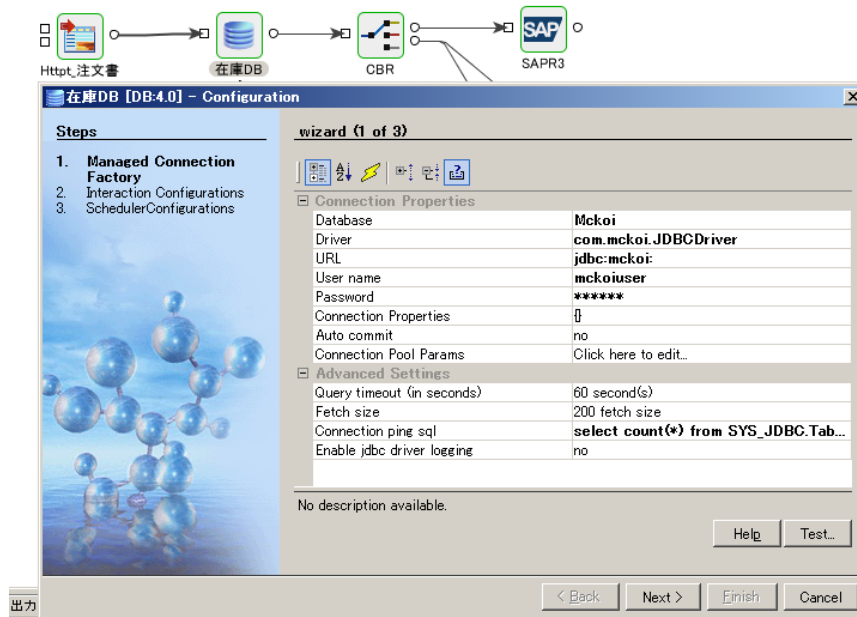 Httpt_注文書
在庫DB
CBR
SAP
SAPR3
在庫DB [DB:4.0] - Configuration
Steps
1. Managed Connection
Factory
2. Interaction Configurations
3. SchedulerConfigurations
wizard (1 of 3)
Connection Properties
Database Mckoi
Driver com.mckoi.JDBCDriver
URL jdbc:mckoi:
User name mckoiuser
Password ******
Connection Properties {}
Auto commit no
Connection Pool Params Click here to edit...
Advanced Settings
Query timeout (in seconds) 60 second(s)
Fetch size 200 fetch size
Connection ping sql select count(*) from SYS_JDBC.Tab...
Enable jdbc driver logging no
No description available.
Help Test...
出力
< Back Next > Finish Cancel